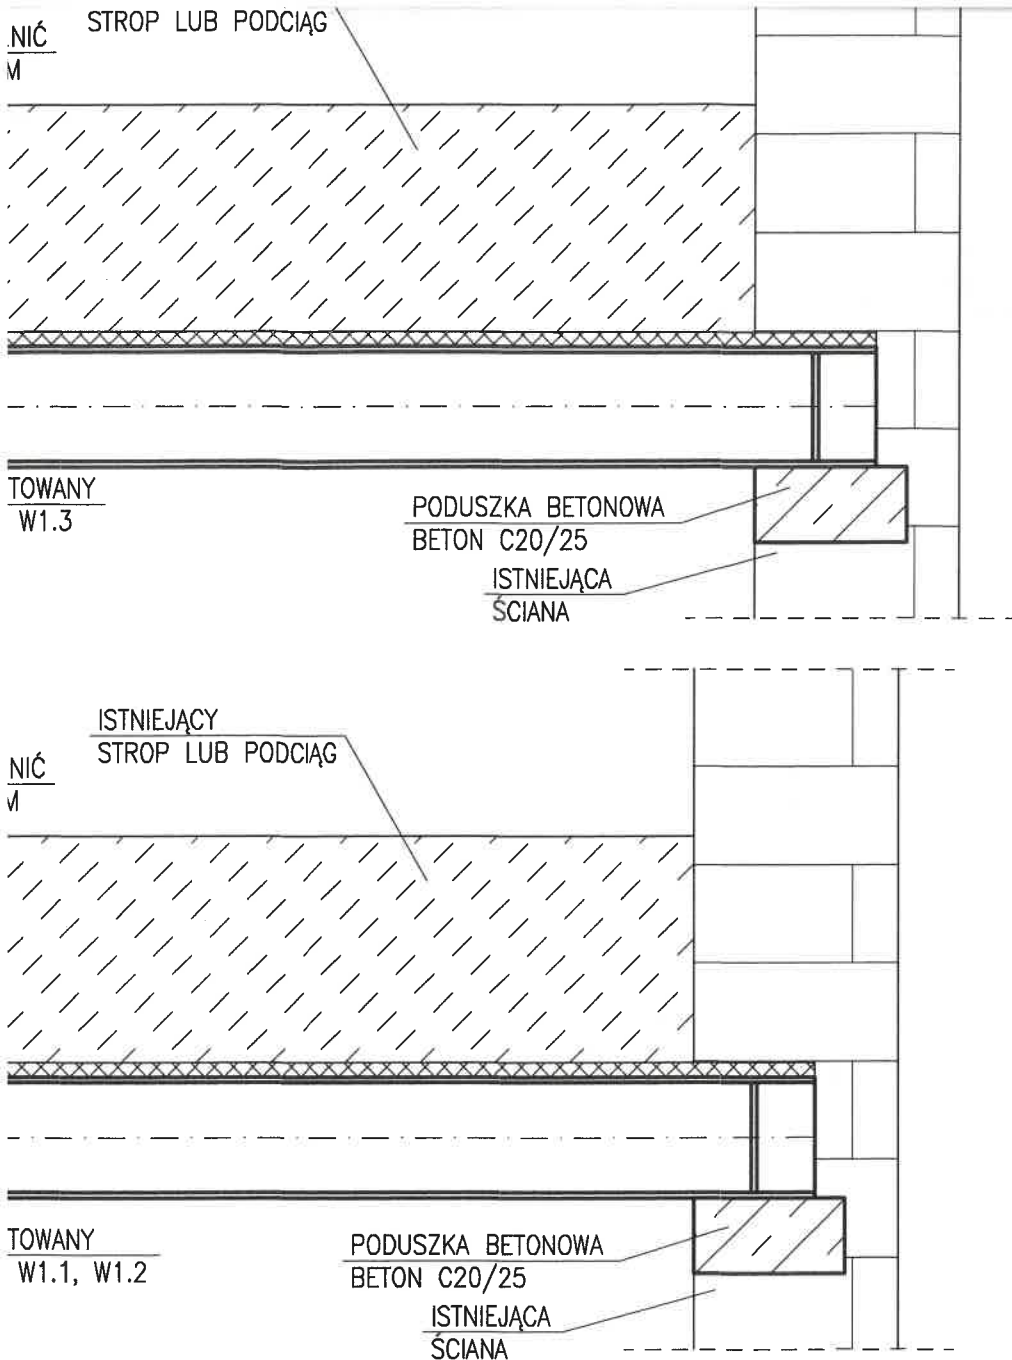 STROP LUB PODCIĄG
NIĆ
M
TOWANY
W1.3
PODUSZKA BETONOWA
BETON C20/25
ISTNIEJĄCA
ŚCIANA
ISTNIEJĄCY
STROP LUB PODCIĄG
NIĆ
M
TOWANY
W1.1, W1.2
PODUSZKA BETONOWA
BETON C20/25
ISTNIEJĄCA
ŚCIANA